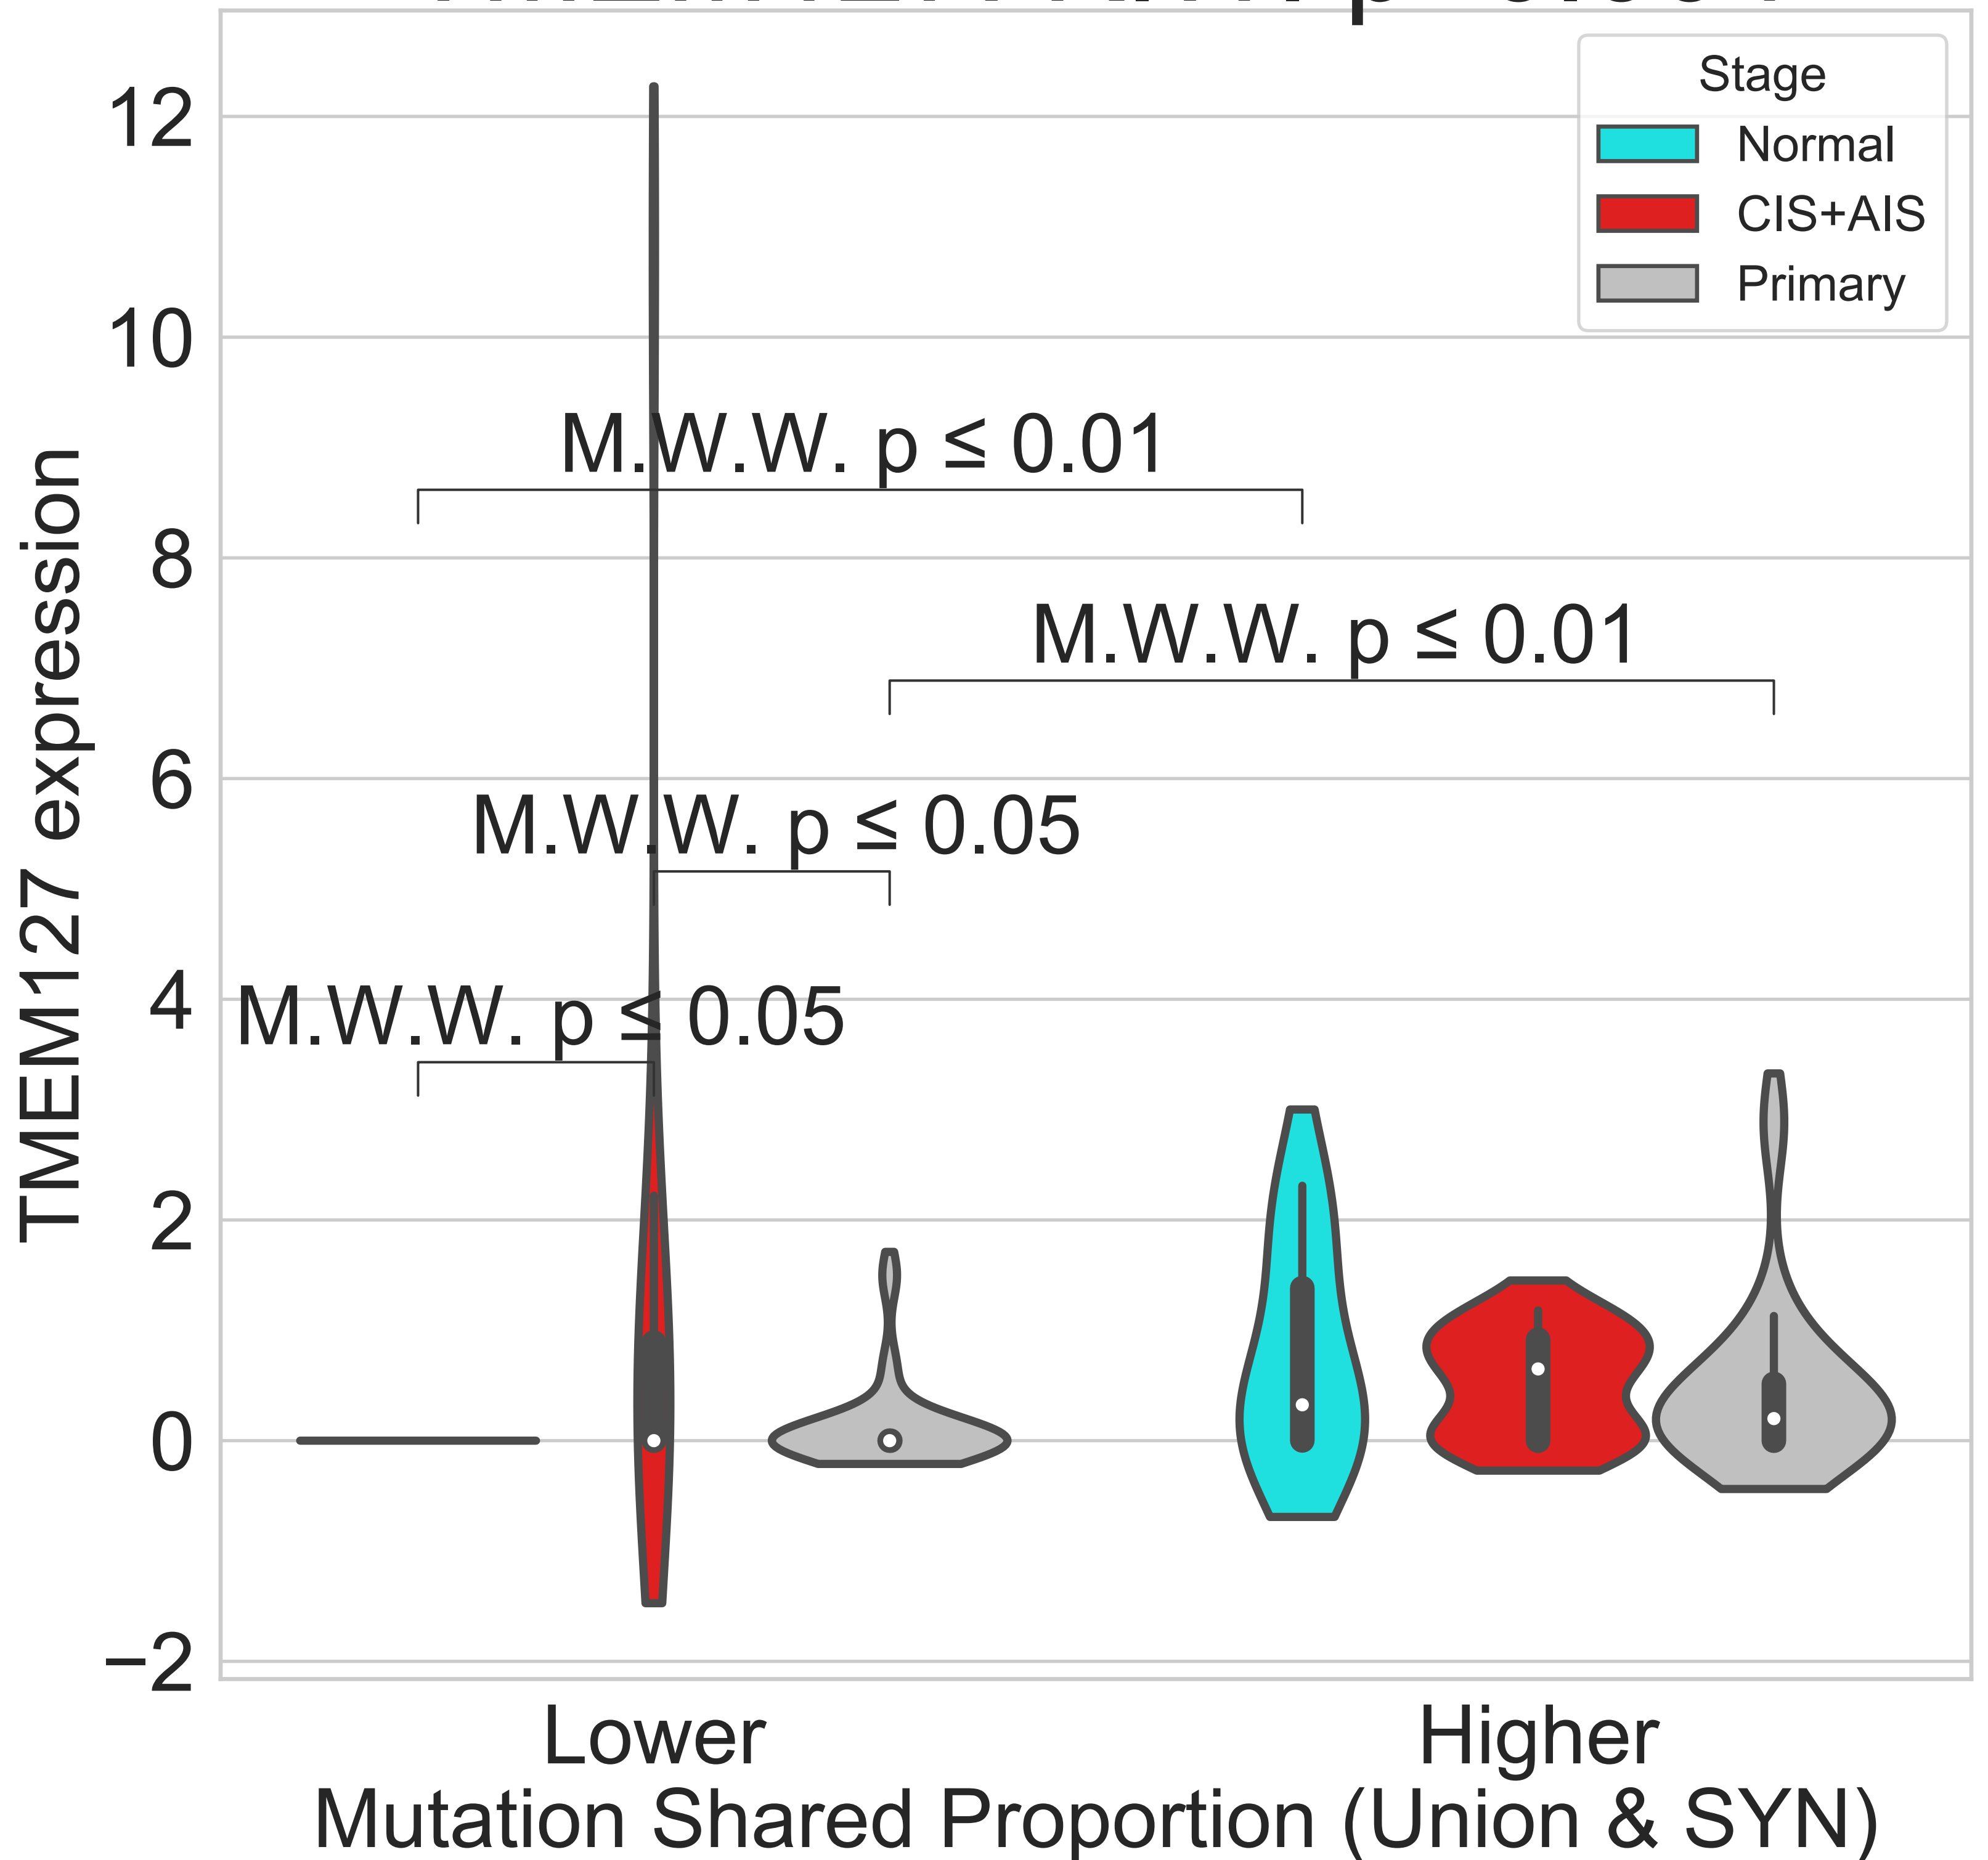 12
10
8
6
4
2
0
−2
TMEM127 expression
Stage
Normal
CIS+AIS
Primary
M.W.W. p ≤ 0.01
M.W.W. p ≤ 0.01
M.W.W. p ≤ 0.05
M.W.W. p ≤ 0.05
Lower
Higher
Mutation Shared Proportion (Union & SYN)